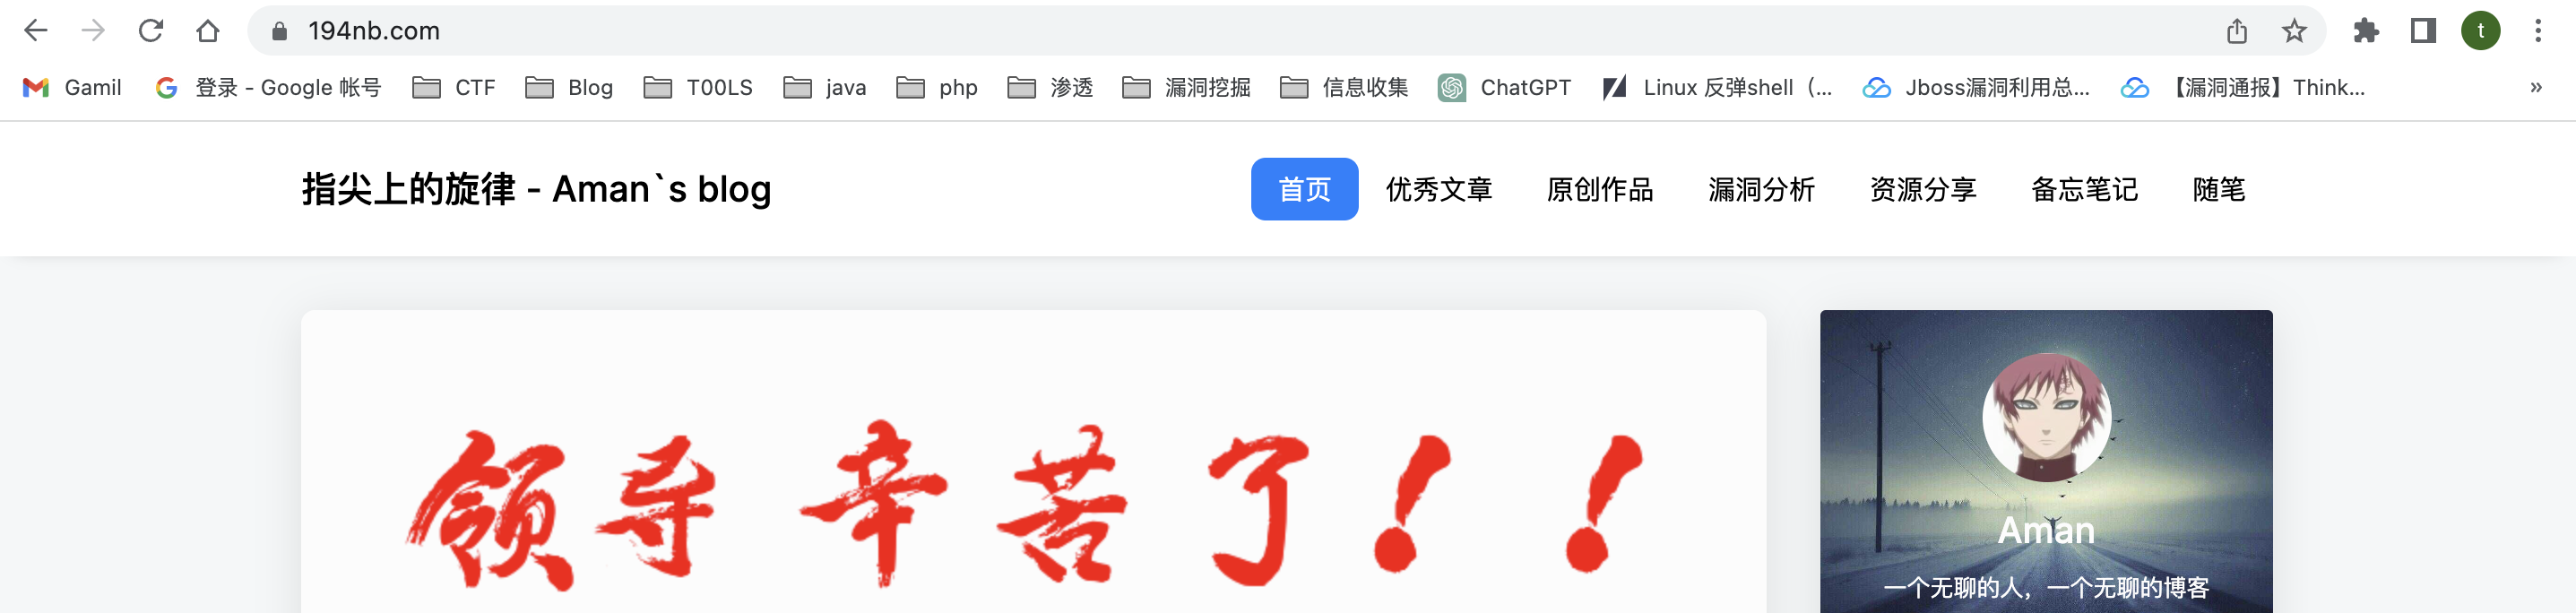 194nb.com t
Gamil 登录 - Google 帐号 CTF Blog T00LS java php 渗透 漏洞挖掘 信息收集 ChatGPT Linux 反弹shell（... Jboss漏洞利用总... 【漏洞通报】Think... »
指尖上的旋律 - Aman`s blog 首页 优秀文章 原创作品 漏洞分析 资源分享 备忘笔记 随笔
领导辛苦了！！
Aman
一个无聊的人，一个无聊的博客